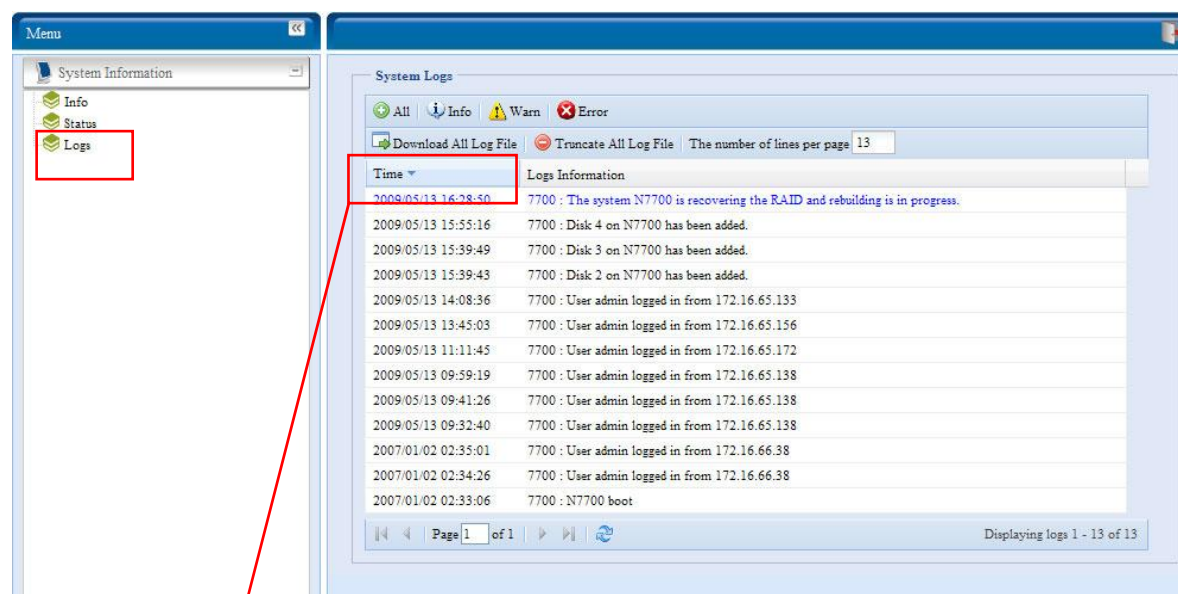 Menu
System Information
Info
Status
Logs
System Logs
All Info Warn Error
Download All Log File Truncate All Log File The number of lines per page 13
Time Logs Information
2009/05/13 16:28:50 7700 : The system N7700 is recovering the RAID and rebuilding is in progress.
2009/05/13 15:55:16 7700 : Disk 4 on N7700 has been added.
2009/05/13 15:39:49 7700 : Disk 3 on N7700 has been added.
2009/05/13 15:39:43 7700 : Disk 2 on N7700 has been added.
2009/05/13 14:08:36 7700 : User admin logged in from 172.16.65.133
2009/05/13 13:45:03 7700 : User admin logged in from 172.16.65.156
2009/05/13 11:11:45 7700 : User admin logged in from 172.16.65.172
2009/05/13 09:59:19 7700 : User admin logged in from 172.16.65.138
2009/05/13 09:41:26 7700 : User admin logged in from 172.16.65.138
2009/05/13 09:32:40 7700 : User admin logged in from 172.16.65.138
2007/01/02 02:35:01 7700 : User admin logged in from 172.16.66.38
2007/01/02 02:34:26 7700 : User admin logged in from 172.16.66.38
2007/01/02 02:33:06 7700 : N7700 boot
Page 1 of 1 Displaying logs 1 - 13 of 13